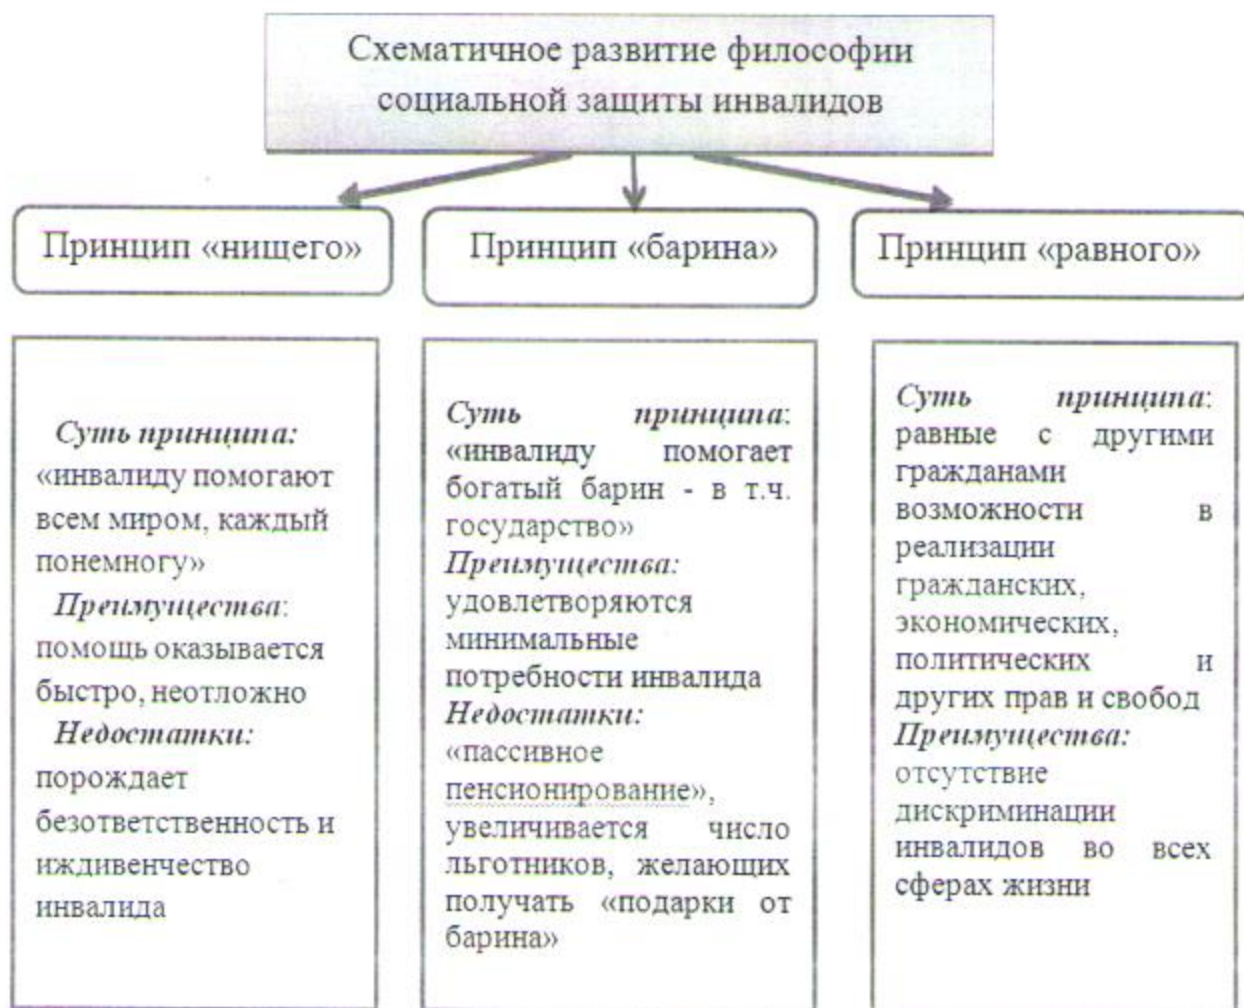 Схематичное развитие философии
социальной защиты инвалидов
Принцип «нищего»
Принцип «барина»
Принцип «равного»
Суть принципа:
«инвалиду помогают
всем миром, каждый
понемногу»
Преимущества:
помощь оказывается
быстро, неотложно
Недостатки:
порождает
безответственность и
иждивенчество
инвалида
Суть принципа:
«инвалиду помогает
богатый барин - в т.ч.
государство»
Преимущества:
удовлетворяются
минимальные
потребности инвалида
Недостатки:
«пассивное
пенсионирование»,
увеличивается число
льготников, желающих
получать «подарки от
барина»
Суть принципа:
равные с другими
гражданами
возможности в
реализации
гражданских,
экономических,
политических и
других прав и свобод
Преимущества:
отсутствие
дискриминации
инвалидов во всех
сферах жизни